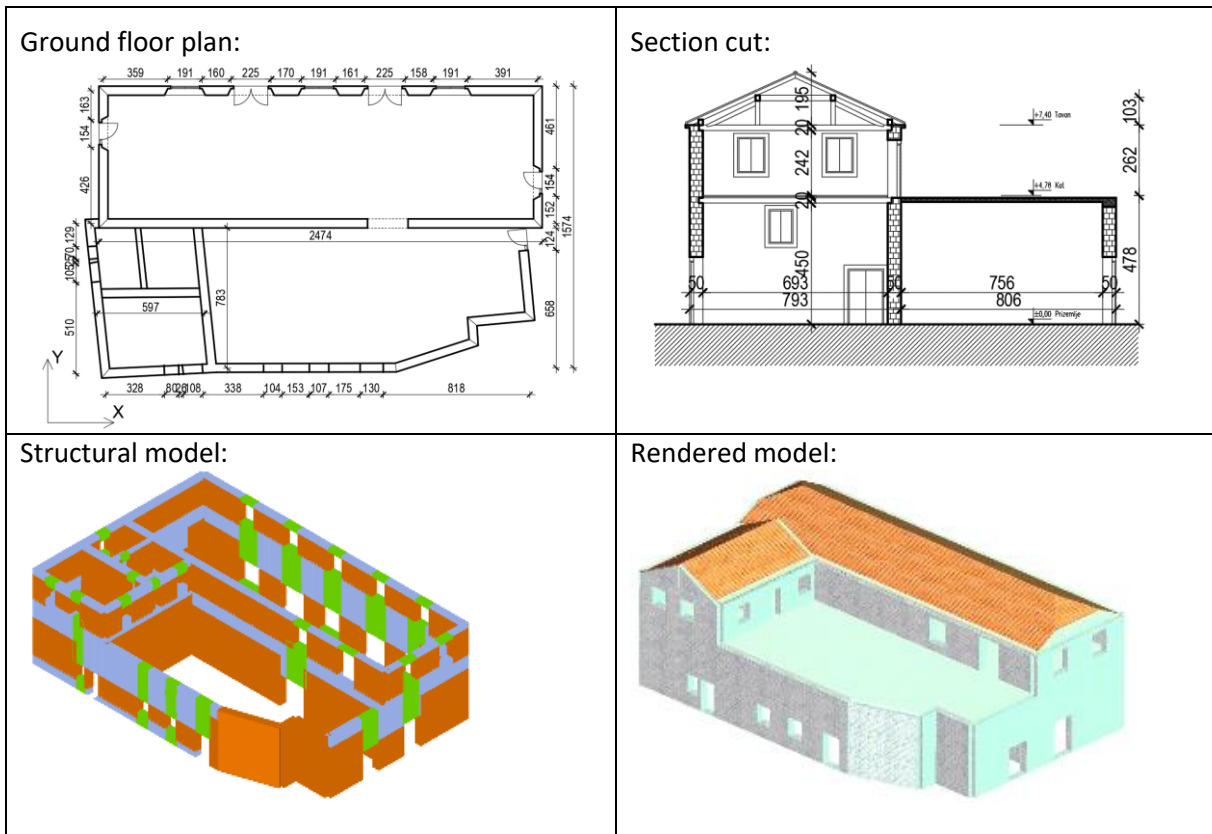 Ground floor plan:
359 191 160 225 170 191 161 225 158 191 391
163
154
426
461
154
152
1574
129
2474
124
597
783
510
658
Y
X
328 80 108 338 104 153 107 175 130 818
Section cut:
195
20
242
20
450
+7,40 Tavan
+4,78 Kat
±0,00 Prizemlje
103
262
478
50 693 50 756 50
793 806
Structural model:
Rendered model: